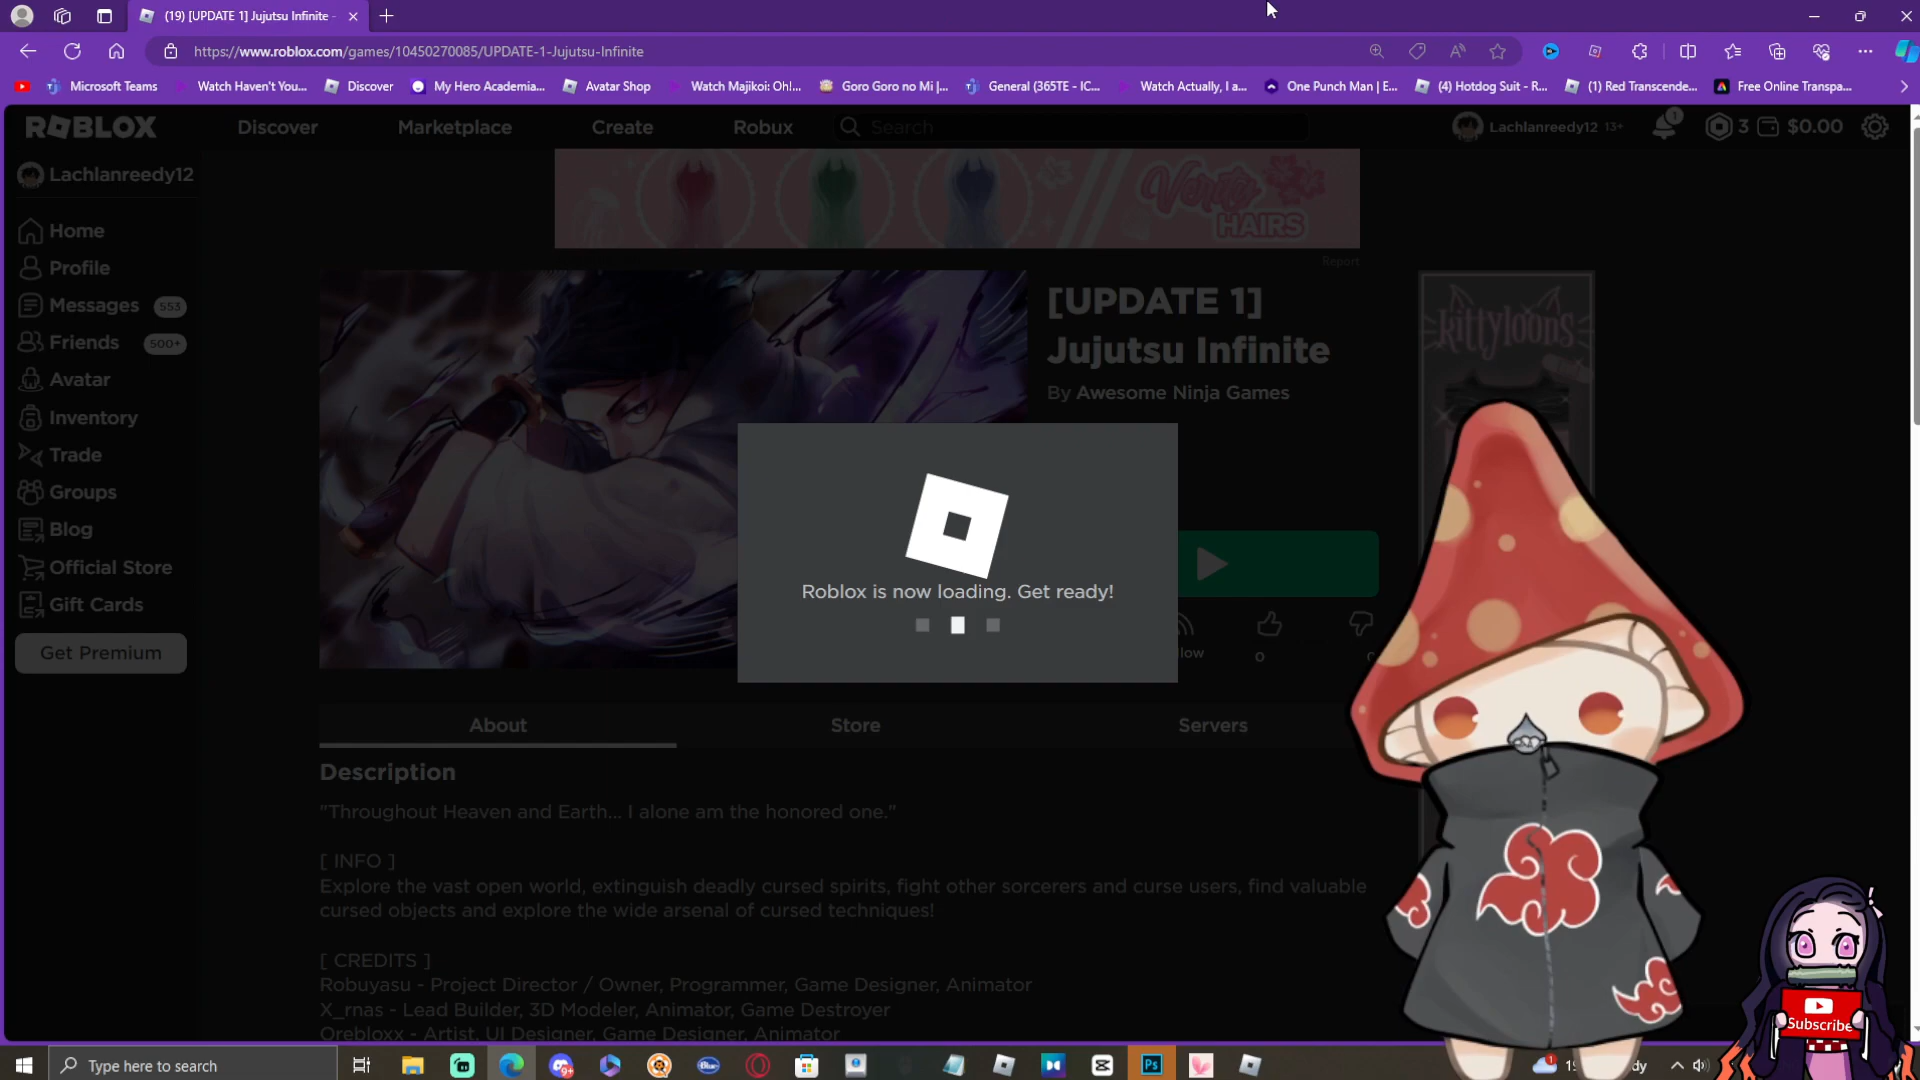 (19) [UPDATE 1] Jujutsu Infinite -
https://www.roblox.com/games/10450270085/UPDATE-1-Jujutsu-Infinite
Microsoft Teams
Watch Haven't You...
Discover
My Hero Academia...
Avatar Shop
Watch Majikoi: Oh!...
Goro Goro no Mi |...
General (365TE - IC...
Watch Actually, I a...
One Punch Man | E...
(4) Hotdog Suit - R...
(1) Red Transcende...
Free Online Transpa...
ROBLOX
Discover
Marketplace
Create
Robux
Search
Lachlanreedy12 13+
1
3
$0.00
Lachlanreedy12
Home
Profile
Messages 553
Friends 500+
Avatar
Inventory
Trade
Groups
Blog
Official Store
Gift Cards
Get Premium
Verity
HAIRS
Report
[UPDATE 1]
Jujutsu Infinite
By Awesome Ninja Games
kittyloons
Roblox is now loading. Get ready!
llow
0
About
Store
Servers
Description
"Throughout Heaven and Earth... I alone am the honored one."
[ INFO ]
Explore the vast open world, extinguish deadly cursed spirits, fight other sorcerers and curse users, find valuable
cursed objects and explore the wide arsenal of cursed techniques!
[ CREDITS ]
Robuyasu - Project Director / Owner, Programmer, Game Designer, Animator
X_rnas - Lead Builder, 3D Modeler, Animator, Game Destroyer
Orebloxx - Artist, UI Designer, Game Designer, Animator
Subscribe
Type here to search
9+
Blue
Ps
1